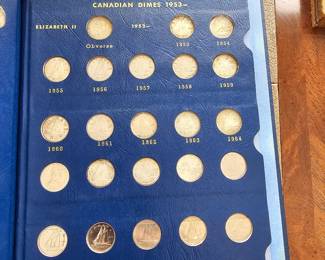 CANADIAN DIMES 1953—
ELIZABETH II 1953—
Obverse 1953 1954
1955 1956 1957 1958 1959
1960 1961 1962 1963 1964